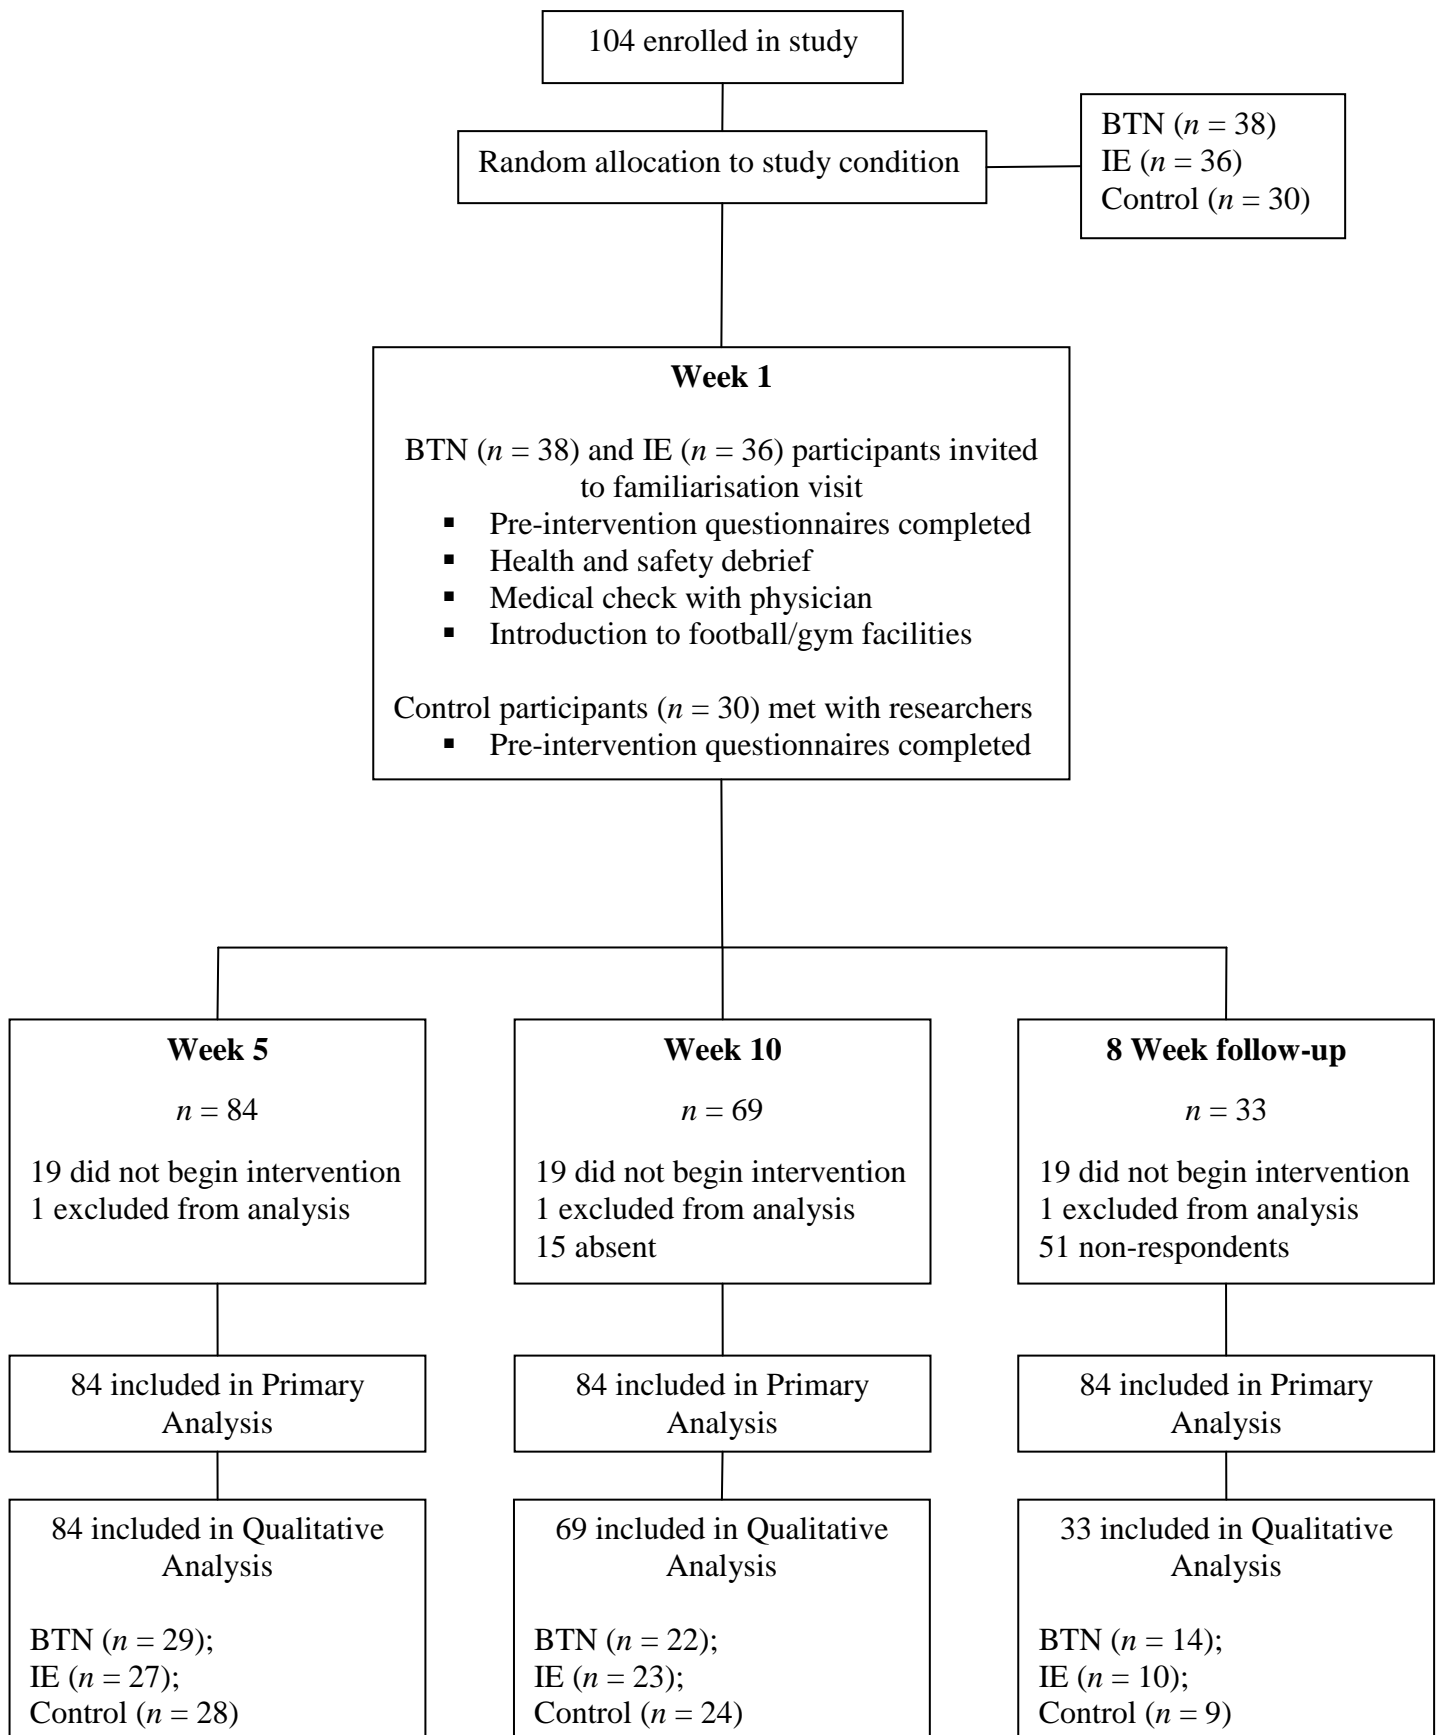 104 enrolled in study
Random allocation to study condition
BTN (n = 38)
IE (n = 36)
Control (n = 30)
Week 1
BTN (n = 38) and IE (n = 36) participants invited
to familiarisation visit
▪ Pre-intervention questionnaires completed
▪ Health and safety debrief
▪ Medical check with physician
▪ Introduction to football/gym facilities
Control participants (n = 30) met with researchers
▪ Pre-intervention questionnaires completed
Week 5
n = 84
19 did not begin intervention
1 excluded from analysis
84 included in Primary
Analysis
84 included in Qualitative
Analysis
BTN (n = 29);
IE (n = 27);
Control (n = 28)
Week 10
n = 69
19 did not begin intervention
1 excluded from analysis
15 absent
84 included in Primary
Analysis
69 included in Qualitative
Analysis
BTN (n = 22);
IE (n = 23);
Control (n = 24)
8 Week follow-up
n = 33
19 did not begin intervention
1 excluded from analysis
51 non-respondents
84 included in Primary
Analysis
33 included in Qualitative
Analysis
BTN (n = 14);
IE (n = 10);
Control (n = 9)